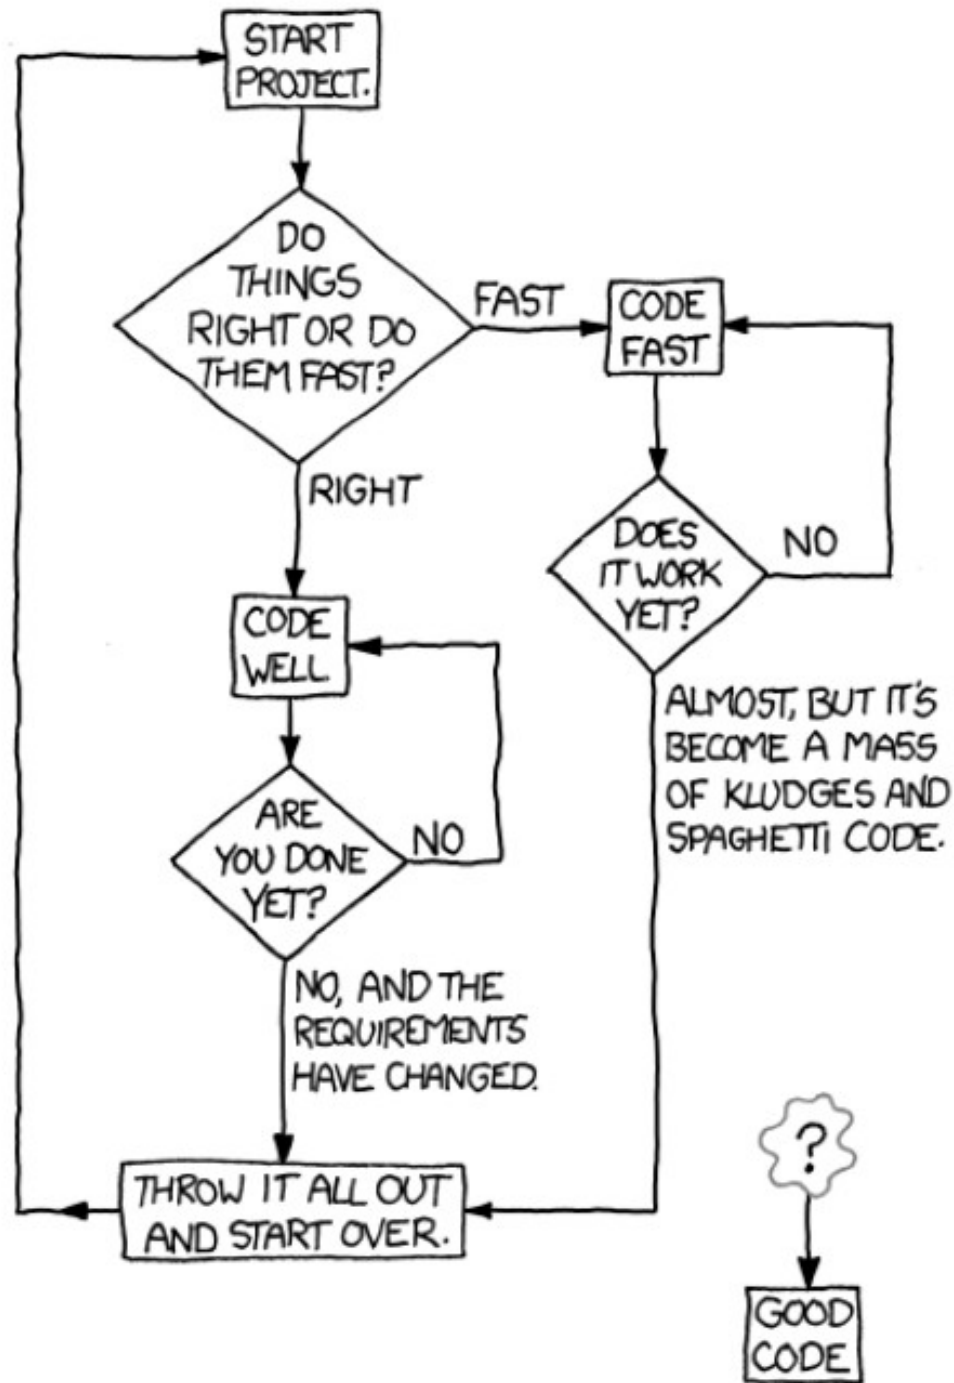 START
PROJECT.
DO
THINGS
RIGHT OR DO
THEM FAST?
FAST
CODE
FAST
DOES
IT WORK
YET?
NO
ALMOST, BUT IT'S
BECOME A MASS
OF KLUDGES AND
SPAGHETTI CODE.
RIGHT
CODE
WELL.
ARE
YOU DONE
YET?
NO
NO, AND THE
REQUIREMENTS
HAVE CHANGED.
THROW IT ALL OUT
AND START OVER.
?
GOOD
CODE